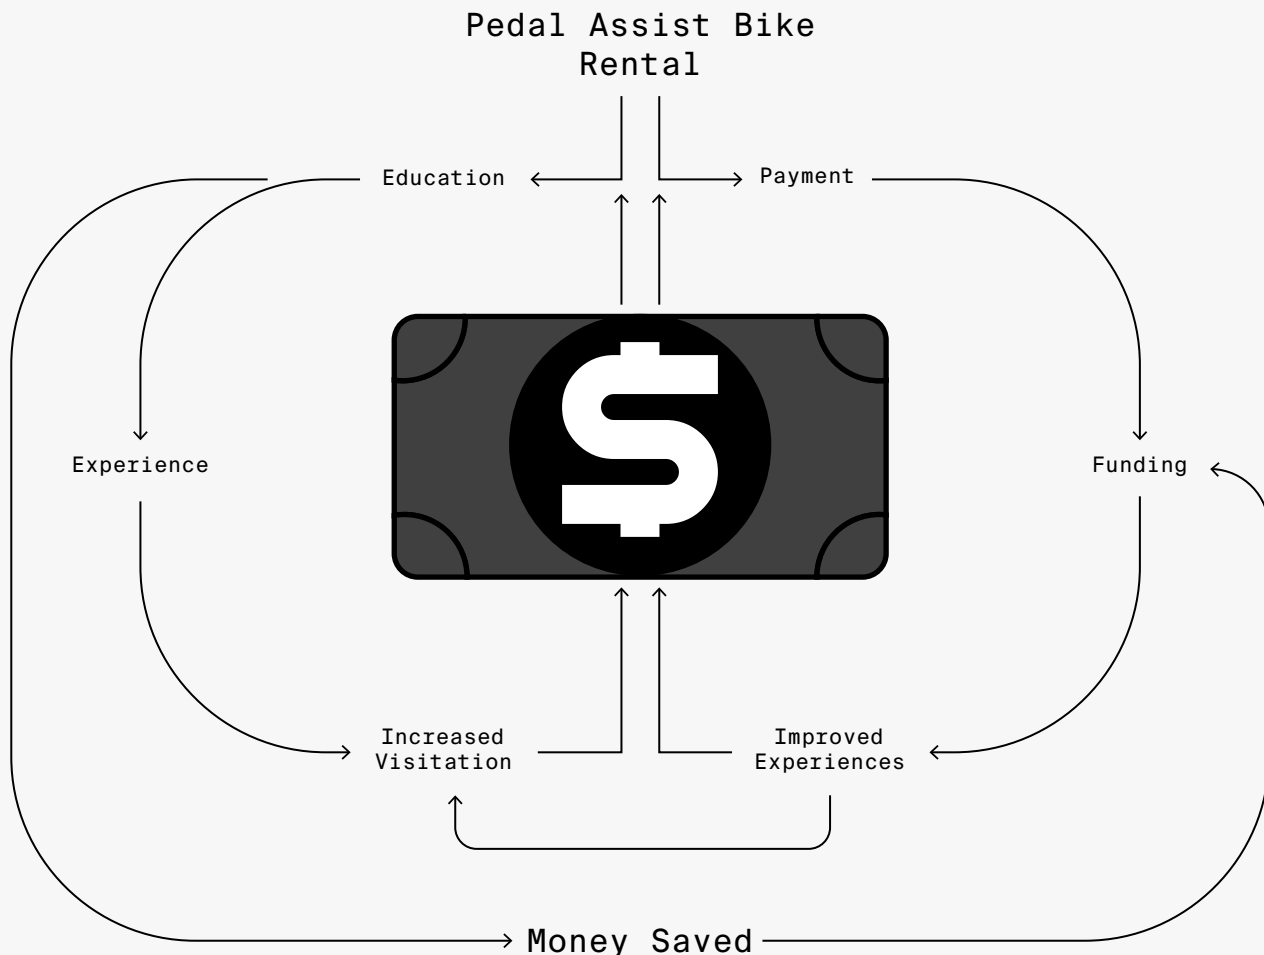 Pedal Assist Bike
Rental
Education
Payment
$
Experience
Funding
Increased
Visitation
Improved
Experiences
Money Saved